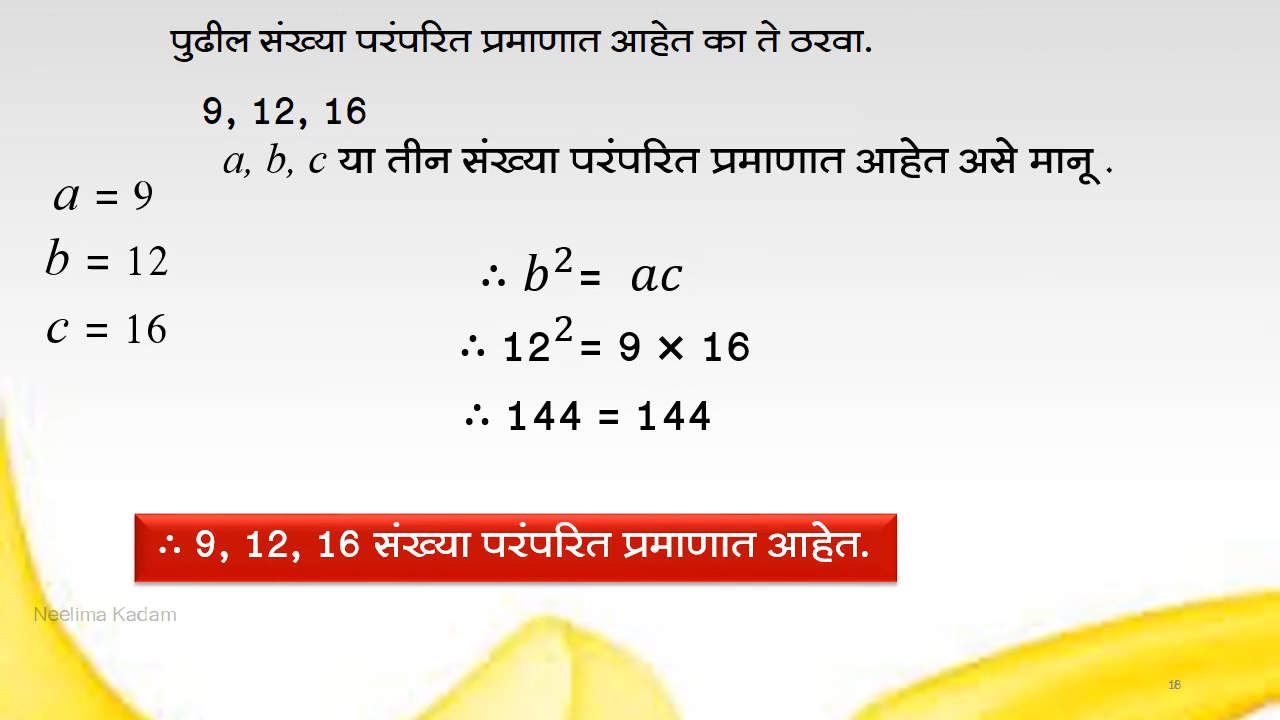 पुढील संख्या परंपरित प्रमाणात आहेत का ते ठरवा.
9, 12, 16
a, b, c या तीन संख्या परंपरित प्रमाणात आहेत असे मानू .
a = 9
b = 12
c = 16
∴ b² = ac
∴ 12² = 9 × 16
∴ 144 = 144
∴ 9, 12, 16 संख्या परंपरित प्रमाणात आहेत.
Neelima Kadam
18